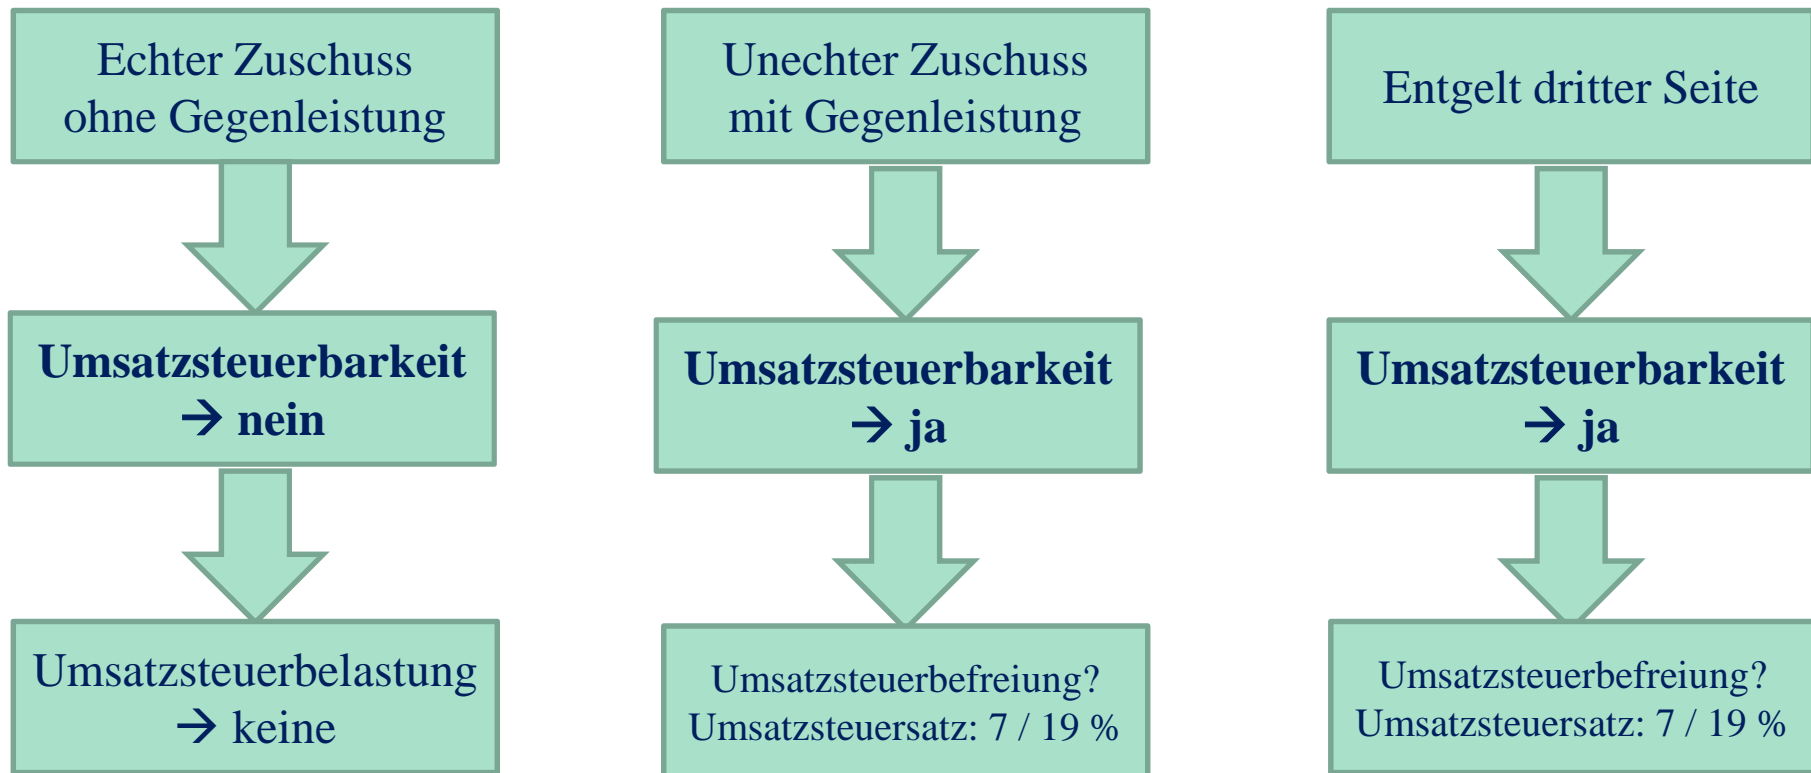 Echter Zuschuss
ohne Gegenleistung
Umsatzsteuerbarkeit
→ nein
Umsatzsteuerbelastung
→ keine
Unechter Zuschuss
mit Gegenleistung
Umsatzsteuerbarkeit
→ ja
Umsatzsteuerbefreiung?
Umsatzsteuersatz: 7 / 19 %
Entgelt dritter Seite
Umsatzsteuerbarkeit
→ ja
Umsatzsteuerbefreiung?
Umsatzsteuersatz: 7 / 19 %